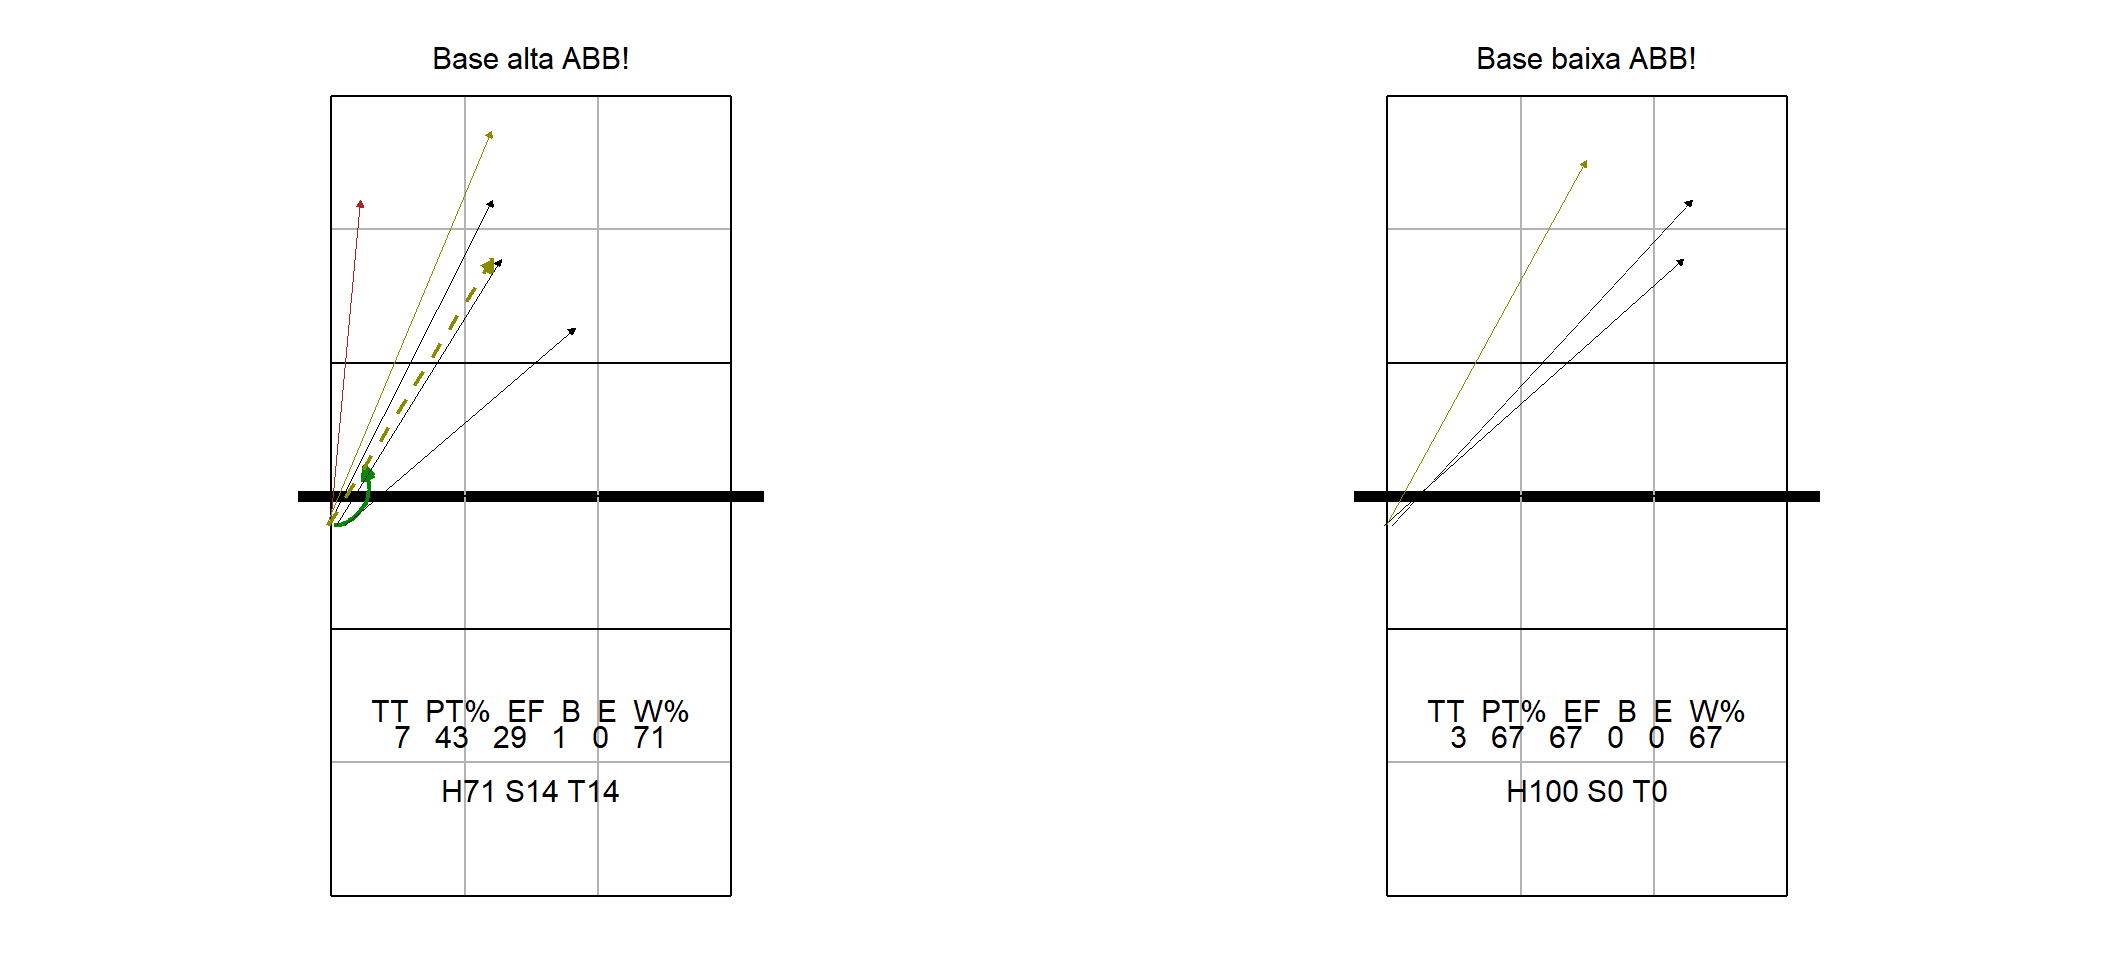 Base alta ABB!
TT PT% EF B E W%
7 43 29 1 0 71
H71 S14 T14
Base baixa ABB!
TT PT% EF B E W%
3 67 67 0 0 67
H100 S0 T0